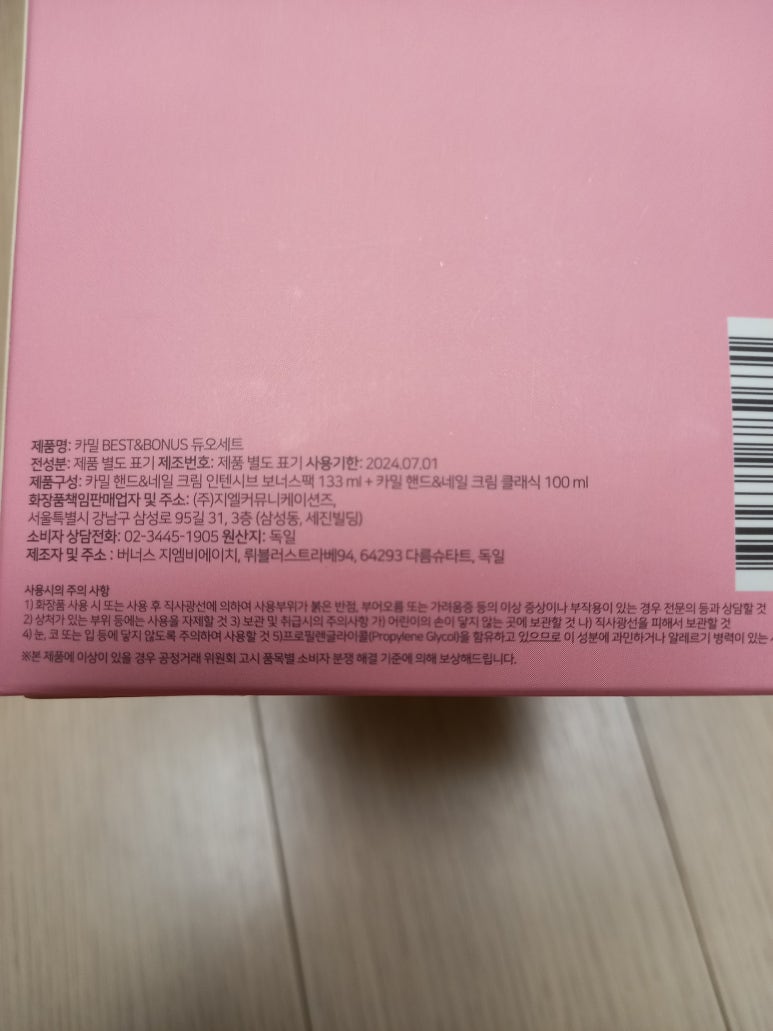 제품명: 카밀 BEST&BONUS 듀오세트
전성분: 제품 별도 표기 제조번호: 제품 별도 표기 사용기한: 2024.07.01
제품구성: 카밀 핸드&네일 크림 인텐시브 보너스팩 133 ml + 카밀 핸드&네일 크림 클래식 100 ml
화장품책임판매업자 및 주소: (주)지엘커뮤니케이션즈,
서울특별시 강남구 삼성로 95길 31, 3층 (삼성동, 세진빌딩)
소비자 상담전화: 02-3445-1905 원산지: 독일
제조자 및 주소 : 버너스 지엠비에이치, 뤼블러스트라베94, 64293 다름슈타트, 독일
사용시의 주의 사항
1) 화장품 사용 시 또는 사용 후 직사광선에 의하여 사용부위가 붉은 반점, 부어오름 또는 가려움증 등의 이상 증상이나 부작용이 있는 경우 전문의 등과 상담할 것
2) 상처가 있는 부위 등에는 사용을 자제할 것 3) 보관 및 취급시의 주의사항 가) 어린이의 손이 닿지 않는 곳에 보관할 것 나) 직사광선을 피해서 보관할 것
4) 눈, 코 또는 입 등에 닿지 않도록 주의하여 사용할 것 5)프로필렌글라이콜(Propylene Glycol)을 함유하고 있으므로 이 성분에 과민하거나 알레르기 병력이 있는
※본 제품에 이상이 있을 경우 공정거래 위원회 고시 품목별 소비자 분쟁 해결 기준에 의해 보상해드립니다.